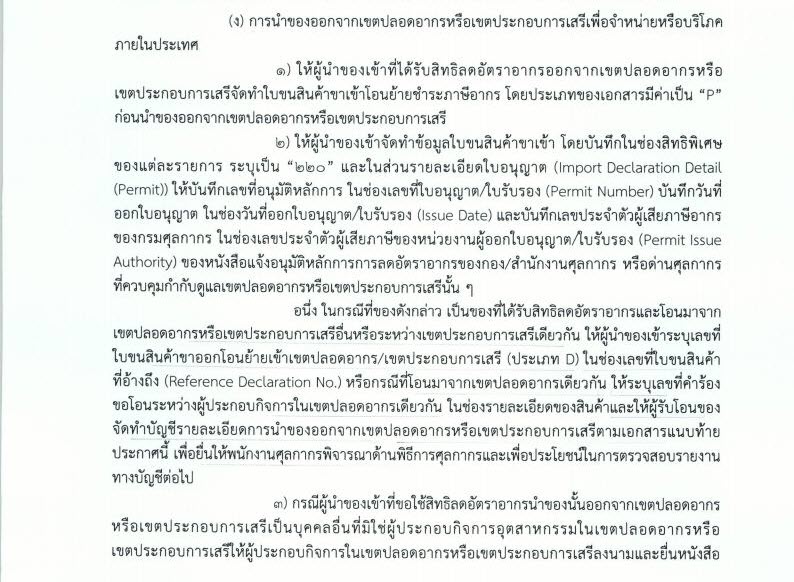 (ง) การนำของออกจากเขตปลอดอากรหรือเขตประกอบการเสรีเพื่อจำหน่ายหรือบริโภค
ภายในประเทศ
๑) ให้ผู้นำของเข้าที่ได้รับสิทธิลดอัตราอากรออกจากเขตปลอดอากรหรือ
เขตประกอบการเสรีจัดทำใบขนสินค้าขาเข้าโอนย้ายชำระภาษีอากร โดยประเภทของเอกสารมีค่าเป็น “P”
ก่อนนำของออกจากเขตปลอดอากรหรือเขตประกอบการเสรี
๒) ให้ผู้นำของเข้าจัดทำข้อมูลใบขนสินค้าขาเข้า โดยบันทึกในช่องสิทธิพิเศษ
ของแต่ละรายการ ระบุเป็น “๒๒๐” และในส่วนรายละเอียดใบอนุญาต (Import Declaration Detail
(Permit)) ให้บันทึกเลขที่อนุมัติหลักการ ในช่องเลขที่ใบอนุญาต/ใบรับรอง (Permit Number) บันทึกวันที่
ออกใบอนุญาต ในช่องวันที่ออกใบอนุญาต/ใบรับรอง (Issue Date) และบันทึกเลขประจำตัวผู้เสียภาษีอากร
ของกรมศุลกากร ในช่องเลขประจำตัวผู้เสียภาษีของหน่วยงานผู้ออกใบอนุญาต/ใบรับรอง (Permit Issue
Authority) ของหนังสือแจ้งอนุมัติหลักการการลดอัตราอากรของกอง/สำนักงานศุลกากร หรือด่านศุลกากร
ที่ควบคุมกำกับดูแลเขตปลอดอากรหรือเขตประกอบการเสรีนั้น ๆ
อนึ่ง ในกรณีที่ของดังกล่าว เป็นของที่ได้รับสิทธิลดอัตราอากรและโอนมาจาก
เขตปลอดอากรหรือเขตประกอบการเสรีอื่นหรือระหว่างเขตประกอบการเสรีเดียวกัน ให้ผู้นำของเข้าระบุเลขที่
ใบขนสินค้าขาออกโอนย้ายเข้าเขตปลอดอากร/เขตประกอบการเสรี (ประเภท D) ในช่องเลขที่ใบขนสินค้า
ที่อ้างถึง (Reference Declaration No.) หรือกรณีที่โอนมาจากเขตปลอดอากรเดียวกัน ให้ระบุเลขที่คำร้อง
ขอโอนระหว่างผู้ประกอบกิจการในเขตปลอดอากรเดียวกัน ในช่องรายละเอียดของสินค้าและให้ผู้รับโอนของ
จัดทำบัญชีรายละเอียดการนำของออกจากเขตปลอดอากรหรือเขตประกอบการเสรีตามเอกสารแนบท้าย
ประกาศนี้ เพื่อยื่นให้พนักงานศุลกากรพิจารณาด้านพิธีการศุลกากรและเพื่อประโยชน์ในการตรวจสอบรายงาน
ทางบัญชีต่อไป
๓) กรณีผู้นำของเข้าที่ขอใช้สิทธิลดอัตราอากรนำของนั้นออกจากเขตปลอดอากร
หรือเขตประกอบการเสรีเป็นบุคคลอื่นที่มิใช่ผู้ประกอบกิจการอุตสาหกรรมในเขตปลอดอากรหรือ
เขตประกอบการเสรีให้ผู้ประกอบกิจการในเขตปลอดอากรหรือเขตประกอบการเสรีลงนามและยื่นหนังสือ